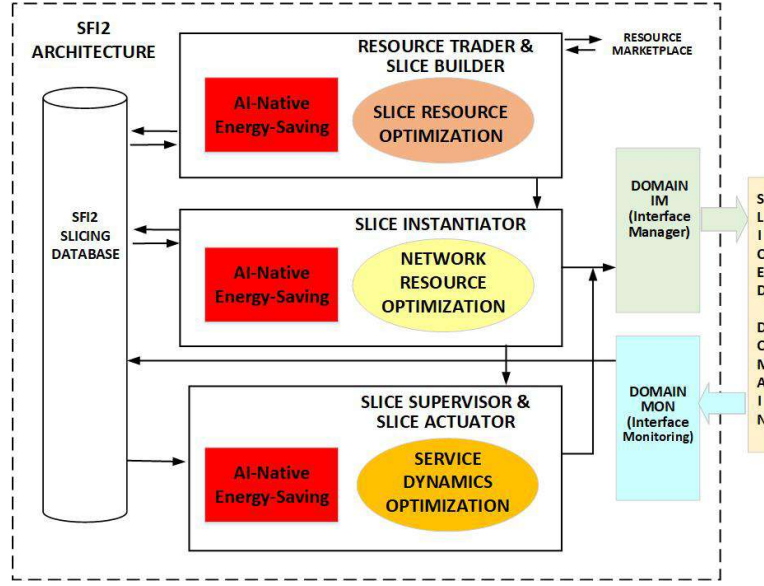 SFI2
ARCHITECTURE
RESOURCE TRADER &
SLICE BUILDER
RESOURCE
MARKETPLACE
AI-Native
Energy-Saving
SLICE RESOURCE
OPTIMIZATION
SFI2
SLICING
DATABASE
SLICE INSTANTIATOR
AI-Native
Energy-Saving
NETWORK
RESOURCE
OPTIMIZATION
DOMAIN
IM
(Interface
Manager)
SLICE SUPERVISOR &
SLICE ACTUATOR
AI-Native
Energy-Saving
SERVICE
DYNAMICS
OPTIMIZATION
DOMAIN
MON
(Interface
Monitoring)
SLICED
DOMAIN